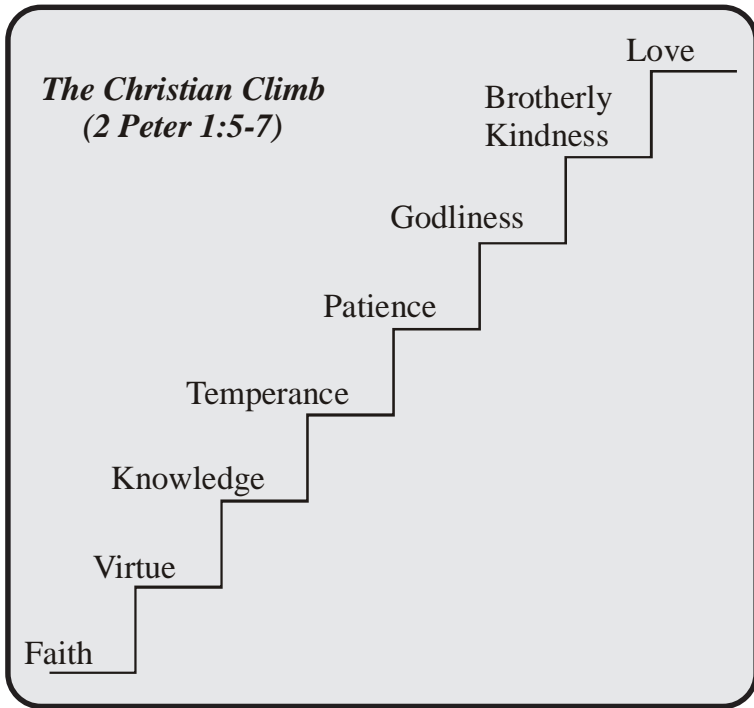 Love
The Christian Climb
(2 Peter 1:5-7)
Brotherly
Kindness
Godliness
Patience
Temperance
Knowledge
Virtue
Faith